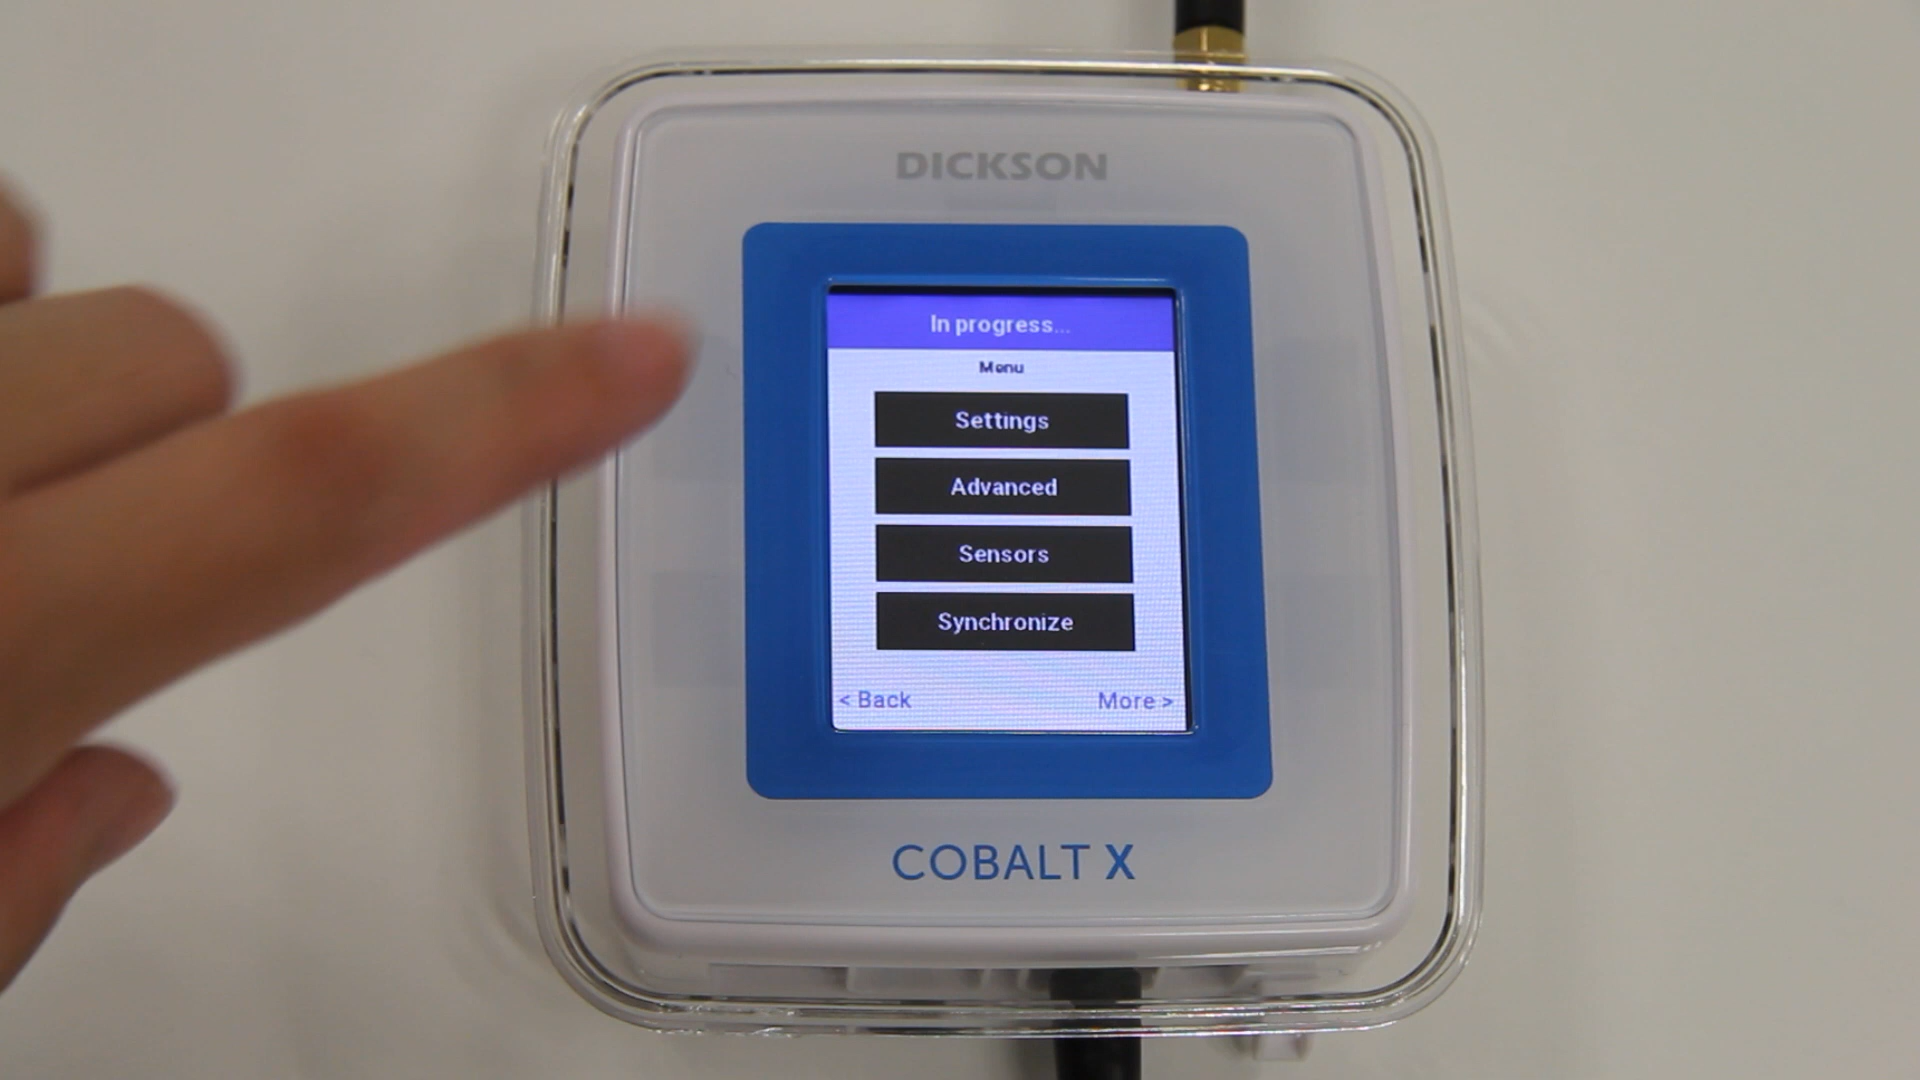 DICKSON
In progress...
Menu
Settings
Advanced
Sensors
Synchronize
< Back
More >
COBALT X